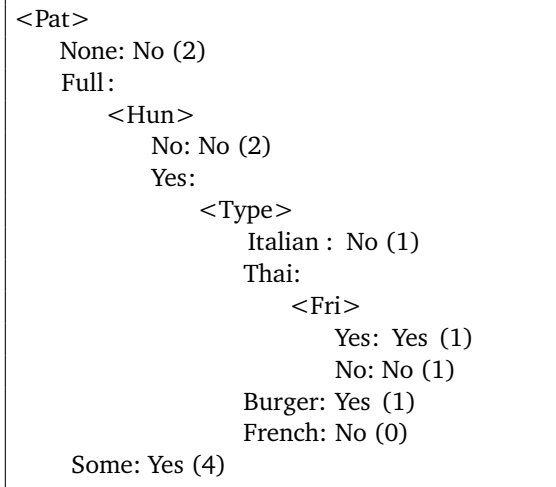 <Pat>
None: No (2)
Full:
<Hun>
No: No (2)
Yes:
<Type>
Italian : No (1)
Thai:
<Fri>
Yes: Yes (1)
No: No (1)
Burger: Yes (1)
French: No (0)
Some: Yes (4)